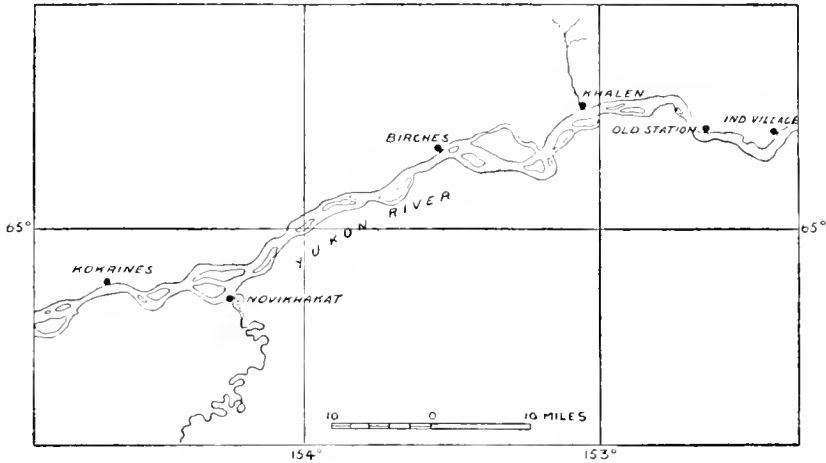 KHALEN
OLD STATION
IND VILLAGE
BIRCHES
65°
YUKON RIVER
65°
KOKRINES
NOVIKHAKAT
10 0 10 MILES
154°
153°